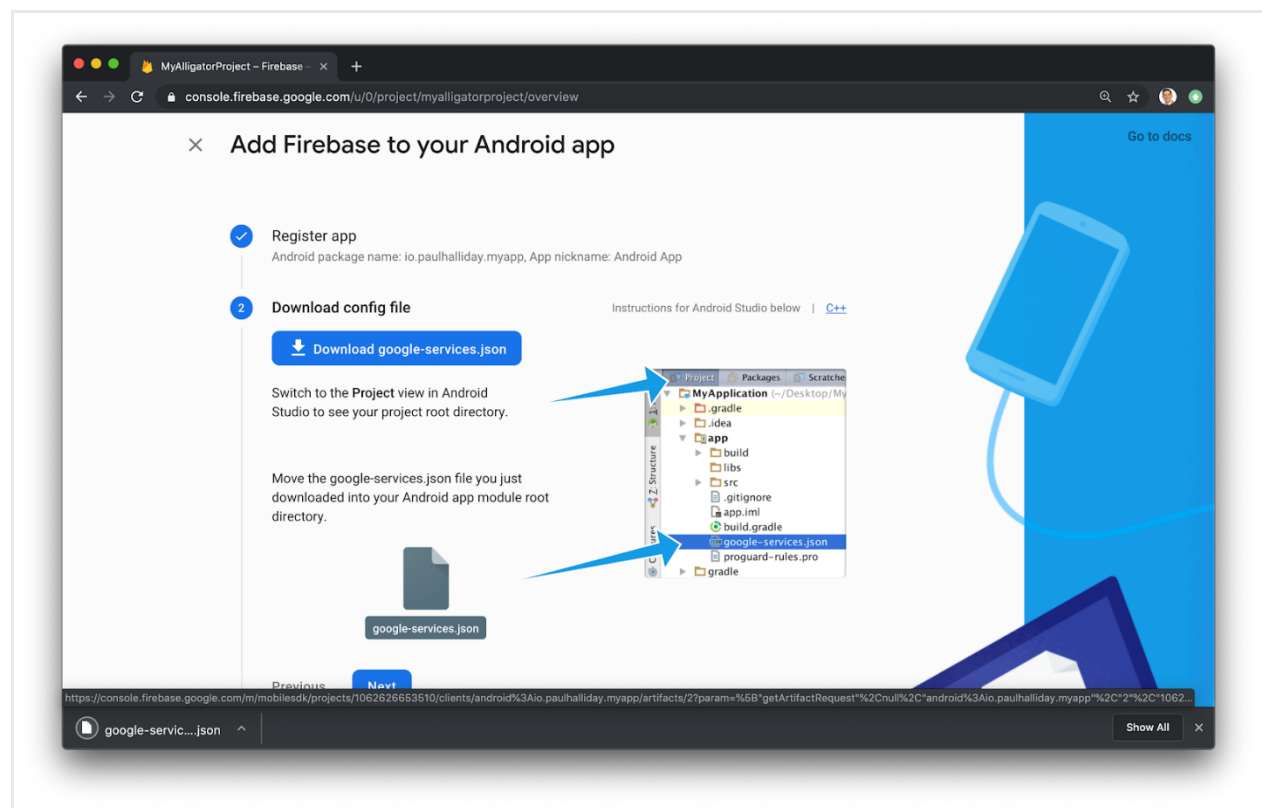 MyAlligatorProject – Firebase –
console.firebase.google.com/u/0/project/myalligatorproject/overview
Add Firebase to your Android app
Go to docs
Register app
Android package name: io.paulhalliday.myapp, App nickname: Android App
2
Download config file
Instructions for Android Studio below | C++
Download google-services.json
Switch to the Project view in Android
Studio to see your project root directory.
Project
Packages
Scratche
MyApplication (~/Desktop/My
.gradle
.idea
app
build
libs
src
.gitignore
app.iml
build.gradle
google-services.json
proguard-rules.pro
gradle
Z: Structure
Move the google-services.json file you just
downloaded into your Android app module root
directory.
google-services.json
Previous
Next
https://console.firebase.google.com/m/mobilesdk/projects/1062626653510/clients/android%3Aio.paulhalliday.myapp/artifacts/2?param=%5B"getArtifactRequest"%2Cnull%2C"android%3Aio.paulhalliday.myapp"%2C"2"%2C"1062...
google-servic....json
Show All